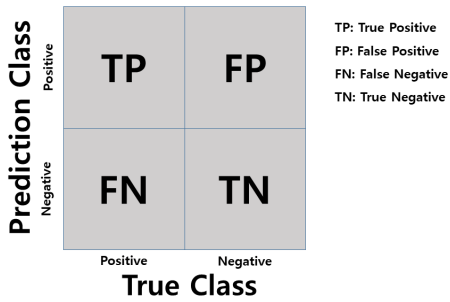 Prediction Class
Positive
Negative
TP
FP
FN
TN
Positive
Negative
True Class
TP: True Positive
FP: False Positive
FN: False Negative
TN: True Negative